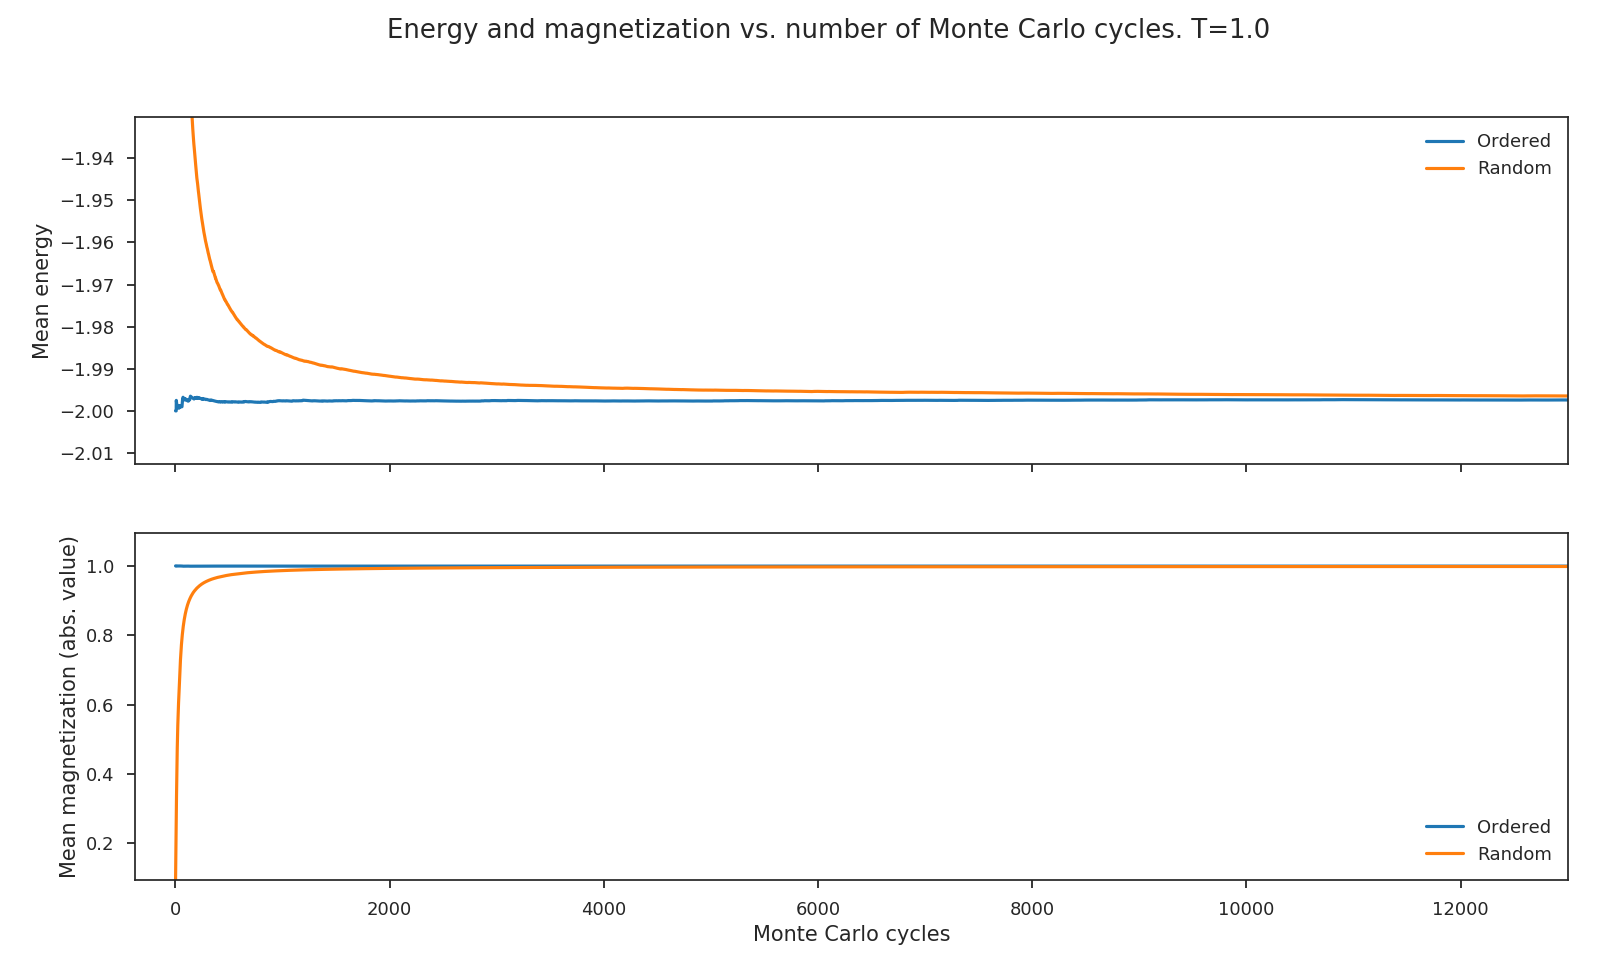 Energy and magnetization vs. number of Monte Carlo cycles. T=1.0
Mean energy
−1.94
−1.95
−1.96
−1.97
−1.98
−1.99
−2.00
−2.01
Ordered
Random
Mean magnetization (abs. value)
1.0
0.8
0.6
0.4
0.2
Ordered
Random
0 2000 4000 6000 8000 10000 12000
Monte Carlo cycles